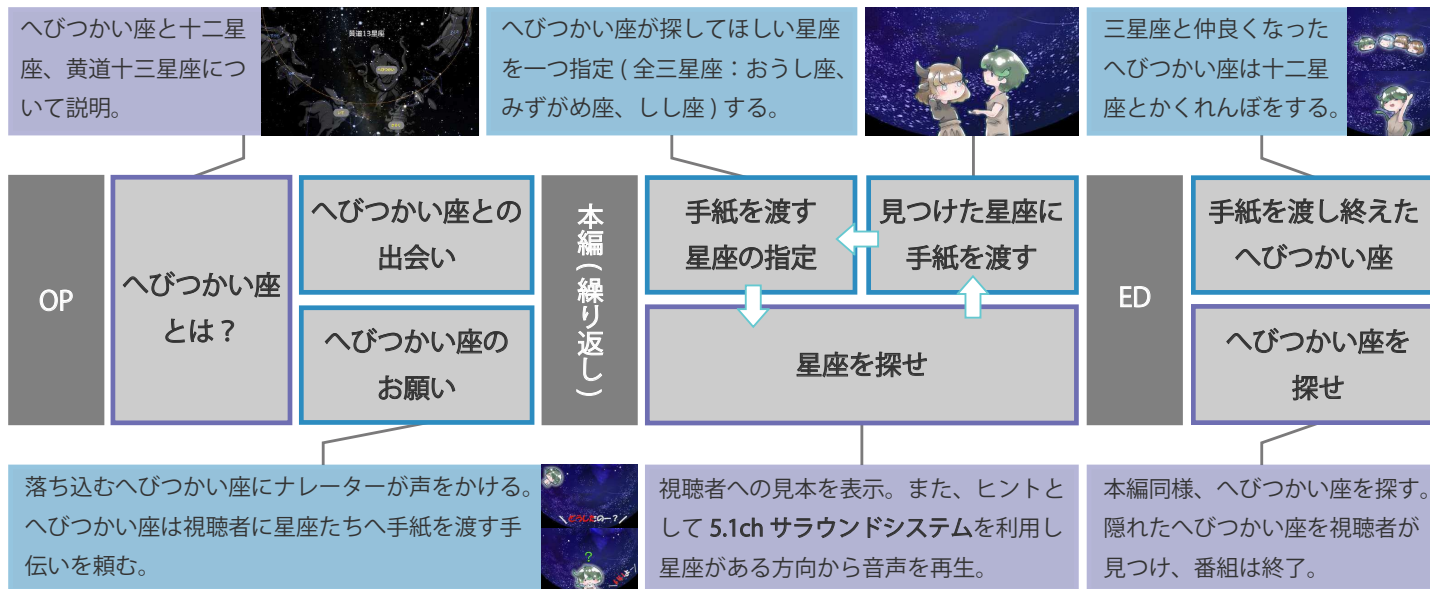 へびつかい座と十二星
座、黄道十三星座につ
いて説明。
黄道13星座
へびつかい座が探してほしい星座
を一つ指定 ( 全三星座：おうし座、
みずがめ座、しし座 ) する。
三星座と仲良くなった
へびつかい座は十二星
座とかくれんぼをする。
OP
へびつかい座
とは？
へびつかい座との
出会い
へびつかい座の
お願い
本編 ( 繰り返し )
手紙を渡す
星座の指定
見つけた星座に
手紙を渡す
星座を探せ
ED
手紙を渡し終えた
へびつかい座
へびつかい座を
探せ
落ち込むへびつかい座にナレーターが声をかける。
へびつかい座は視聴者に星座たちへ手紙を渡す手
伝いを頼む。
＼どうしたのー？／
？
視聴者への見本を表示。また、ヒントと
して 5.1ch サラウンドシステムを利用し
星座がある方向から音声を再生。
本編同様、へびつかい座を探す。
隠れたへびつかい座を視聴者が
見つけ、番組は終了。